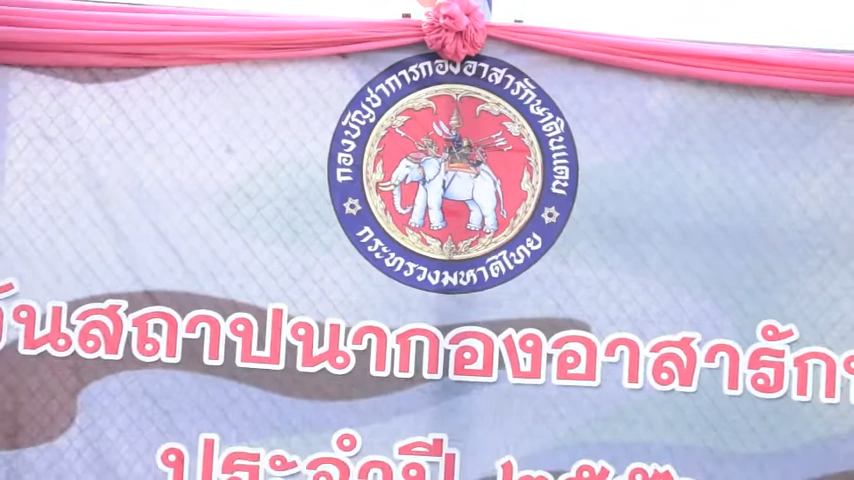 กองบัญชาการกองอาสารักษาดินแดน
กระทรวงมหาดไทย
วันสถาปนากองอาสารัก
ประจำปี